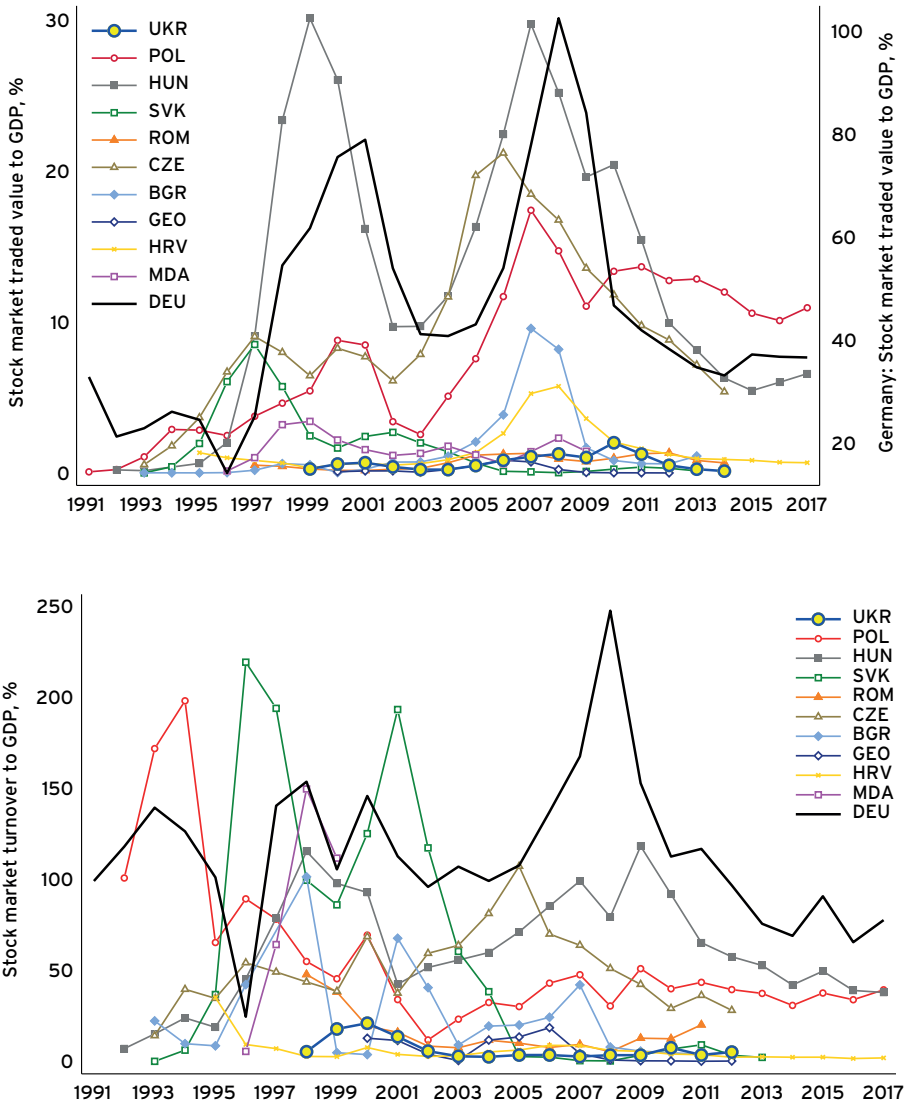 Stock market traded value to GDP, %
30
20
10
0
UKR
POL
HUN
SVK
ROM
CZE
BGR
GEO
HRV
MDA
DEU
100
80
60
40
20
Germany: Stock market traded value to GDP, %
1991 1993 1995 1997 1999 2001 2003 2005 2007 2009 2011 2013 2015 2017
Stock market turnover to GDP, %
250
200
150
100
50
0
UKR
POL
HUN
SVK
ROM
CZE
BGR
GEO
HRV
MDA
DEU
1991 1993 1995 1997 1999 2001 2003 2005 2007 2009 2011 2013 2015 2017